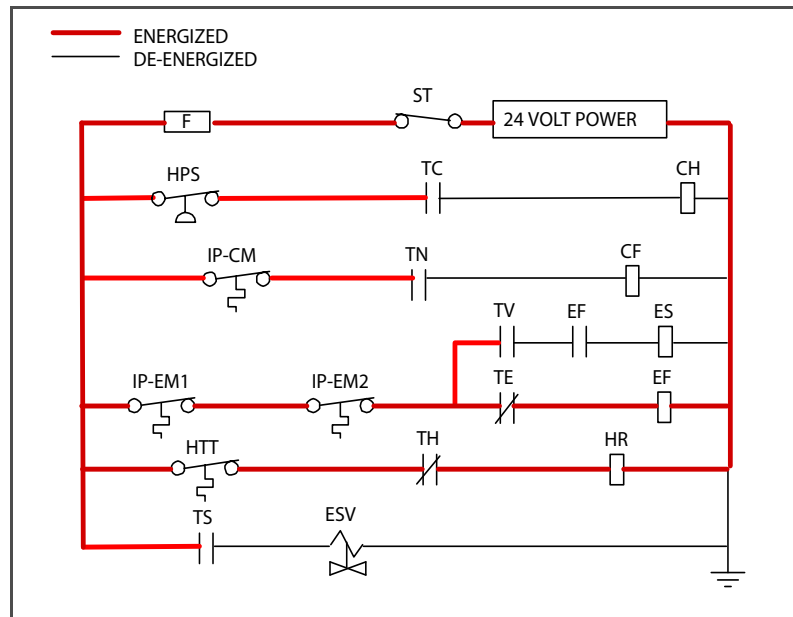 ENERGIZED
DE-ENERGIZED
ST
F
24 VOLT POWER
HPS
TC
CH
IP-CM
TN
CF
TV
EF
ES
IP-EM1
IP-EM2
TE
EF
HTT
TH
HR
TS
ESV